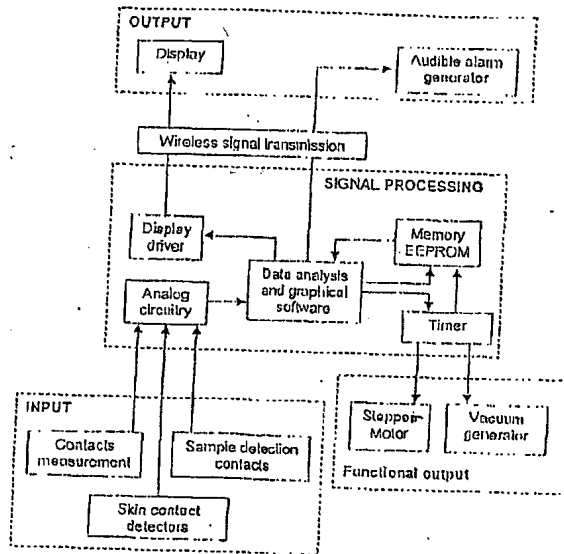 OUTPUT
Display
Audible alarm
generator
Wireless signal transmission
SIGNAL PROCESSING
Display
driver
Memory
EEPROM
Data analysis
and graphical
software
Analog
circuitry
Timer
INPUT
Contacts
measurement
Sample detection
contacts
Skin contact
detectors
Stepper
Motor
Vacuum
generator
Functional output